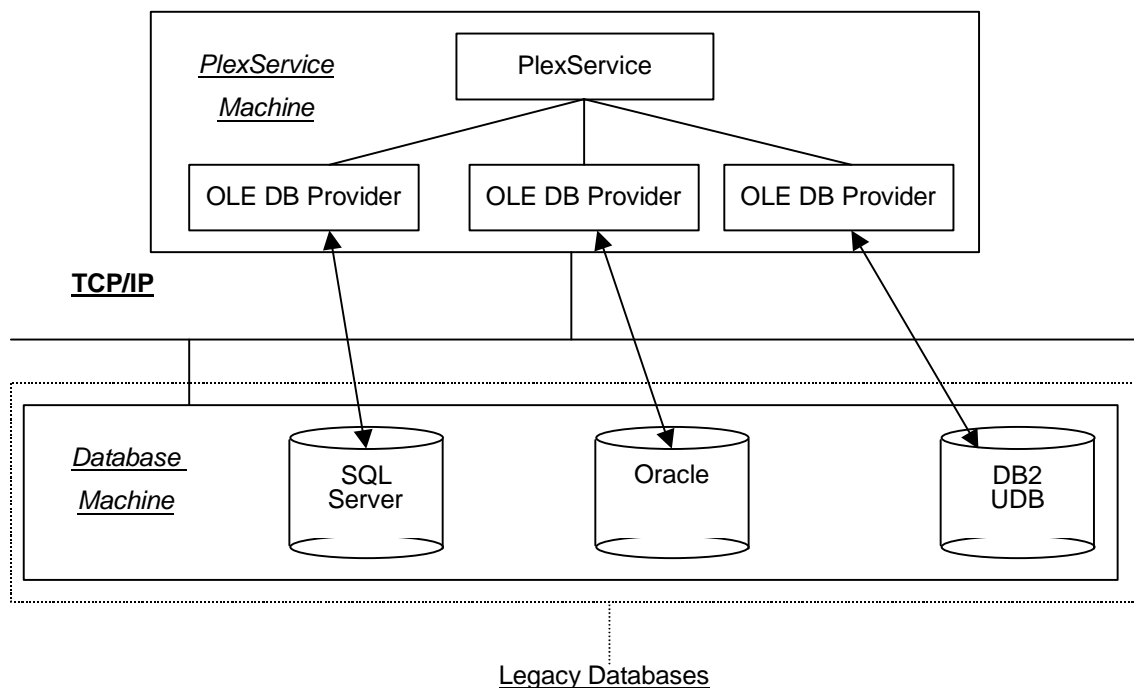 PlexService
Machine
PlexService
OLE DB Provider
OLE DB Provider
OLE DB Provider
TCP/IP
Database
Machine
SQL
Server
Oracle
DB2
UDB
Legacy Databases